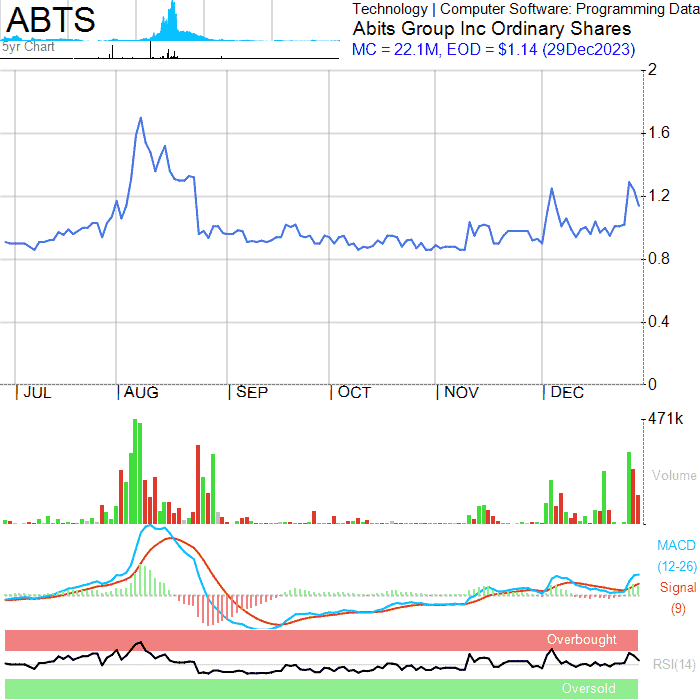 ABTS
5yr Chart
Technology | Computer Software: Programming Data
Abits Group Inc Ordinary Shares
MC = 22.1M, EOD = $1.14 (29Dec2023)
2
1.6
1.2
0.8
0.4
0
| JUL | AUG | SEP | OCT | NOV | DEC
471k
Volume
MACD
(12-26)
Signal
(9)
Overbought
RSI(14)
Oversold